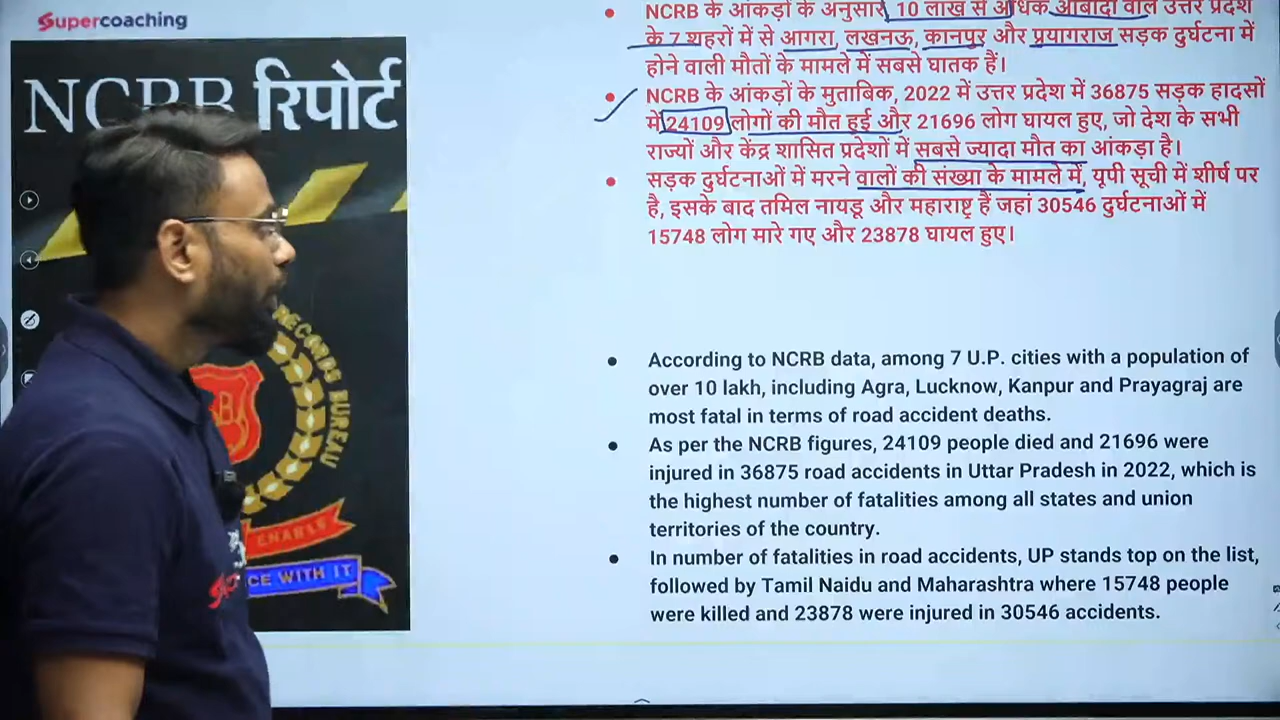 Supercoaching
NCRB रिपोर्ट
NCRB के आंकड़ों के अनुसार, 10 लाख से अधिक आबादी वाले उत्तर प्रदेश
के 7 शहरों में से आगरा, लखनऊ, कानपुर और प्रयागराज सड़क दुर्घटना में
होने वाली मौतों के मामले में सबसे घातक हैं।
NCRB के आंकड़ों के मुताबिक, 2022 में उत्तर प्रदेश में 36875 सड़क हादसों
में 24109 लोगों की मौत हुई और 21696 लोग घायल हुए, जो देश के सभी
राज्यों और केंद्र शासित प्रदेशों में सबसे ज्यादा मौत का आंकड़ा है।
सड़क दुर्घटनाओं में मरने वालों की संख्या के मामले में, यूपी सूची में शीर्ष पर
है, इसके बाद तमिल नायडू और महाराष्ट्र हैं जहां 30546 दुर्घटनाओं में
15748 लोग मारे गए और 23878 घायल हुए।
RECORDS BUREAU
ENABLE
CE WITH IT
According to NCRB data, among 7 U.P. cities with a population of
over 10 lakh, including Agra, Lucknow, Kanpur and Prayagraj are
most fatal in terms of road accident deaths.
As per the NCRB figures, 24109 people died and 21696 were
injured in 36875 road accidents in Uttar Pradesh in 2022, which is
the highest number of fatalities among all states and union
territories of the country.
In number of fatalities in road accidents, UP stands top on the list,
followed by Tamil Naidu and Maharashtra where 15748 people
were killed and 23878 were injured in 30546 accidents.